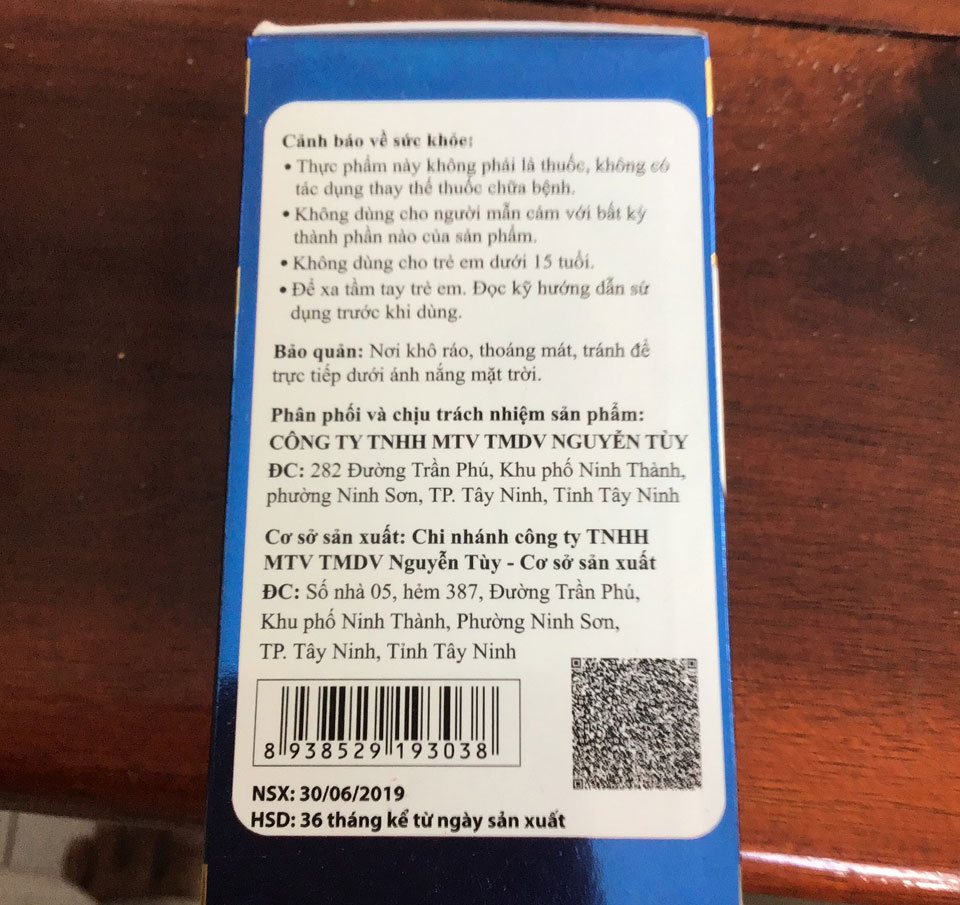 Cảnh báo về sức khỏe:
• Thực phẩm này không phải là thuốc, không có
tác dụng thay thế thuốc chữa bệnh.
• Không dùng cho người mẫn cảm với bất kỳ
thành phần nào của sản phẩm.
• Không dùng cho trẻ em dưới 15 tuổi.
• Để xa tầm tay trẻ em. Đọc kỹ hướng dẫn sử
dụng trước khi dùng.
Bảo quản: Nơi khô ráo, thoáng mát, tránh để
trực tiếp dưới ánh nắng mặt trời.
Phân phối và chịu trách nhiệm sản phẩm:
CÔNG TY TNHH MTV TMDV NGUYỄN TÙY
ĐC: 282 Đường Trần Phú, Khu phố Ninh Thành,
phường Ninh Sơn, TP. Tây Ninh, Tỉnh Tây Ninh
Cơ sở sản xuất: Chi nhánh công ty TNHH
MTV TMDV Nguyễn Tùy - Cơ sở sản xuất
ĐC: Số nhà 05, hẻm 387, Đường Trần Phú,
Khu phố Ninh Thành, Phường Ninh Sơn,
TP. Tây Ninh, Tỉnh Tây Ninh
8 938529 193038
NSX: 30/06/2019
HSD: 36 tháng kể từ ngày sản xuất